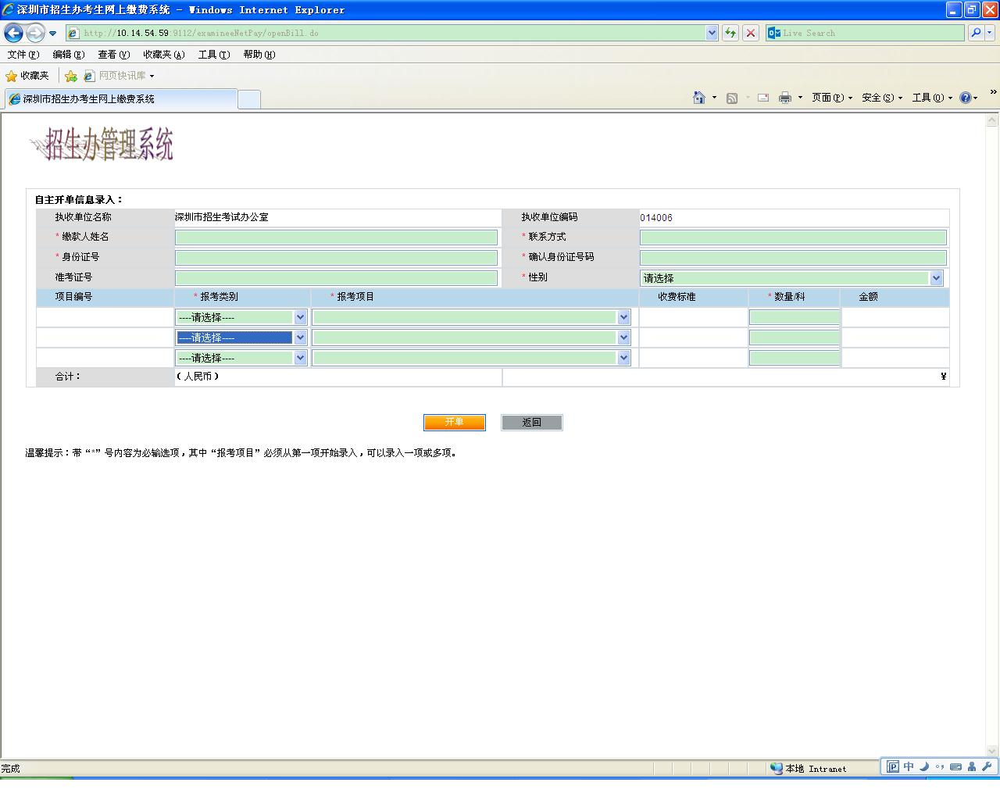 深圳市招生办考生网上缴费系统 - Windows Internet Explorer
http://10.14.54.59:9112/examineeNetPay/openBill.do
Live Search
文件(F) 编辑(E) 查看(V) 收藏夹(A) 工具(T) 帮助(H)
收藏夹 网页快讯库
深圳市招生办考生网上缴费系统
页面(P) 安全(S) 工具(O) »
招生办管理系统
自主开单信息录入：
执收单位名称 深圳市招生考试办公室 执收单位编码 014006
* 缴款人姓名 * 联系方式
* 身份证号 * 确认身份证号码
准考证号 * 性别 请选择
项目编号 * 报考类别 * 报考项目 收费标准 * 数量/科 金额
----请选择----
----请选择----
----请选择----
合计： （人民币） ¥
开单 返回
温馨提示：带“*”号内容为必输选项，其中“报考项目”必须从第一项开始录入，可以录入一项或多项。
完成 本地 Intranet 中